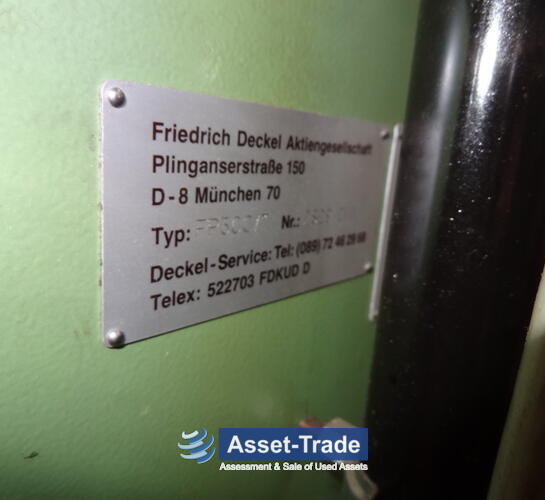 Friedrich Deckel Aktiengesellschaft
Plinganserstraße 150
D-8 München 70
Typ: Nr.:
Deckel-Service: Tel: (089) 72 46 29 68
Telex: 522703 FDKUD D
Asset-Trade
Assessment & Sale of Used Assets